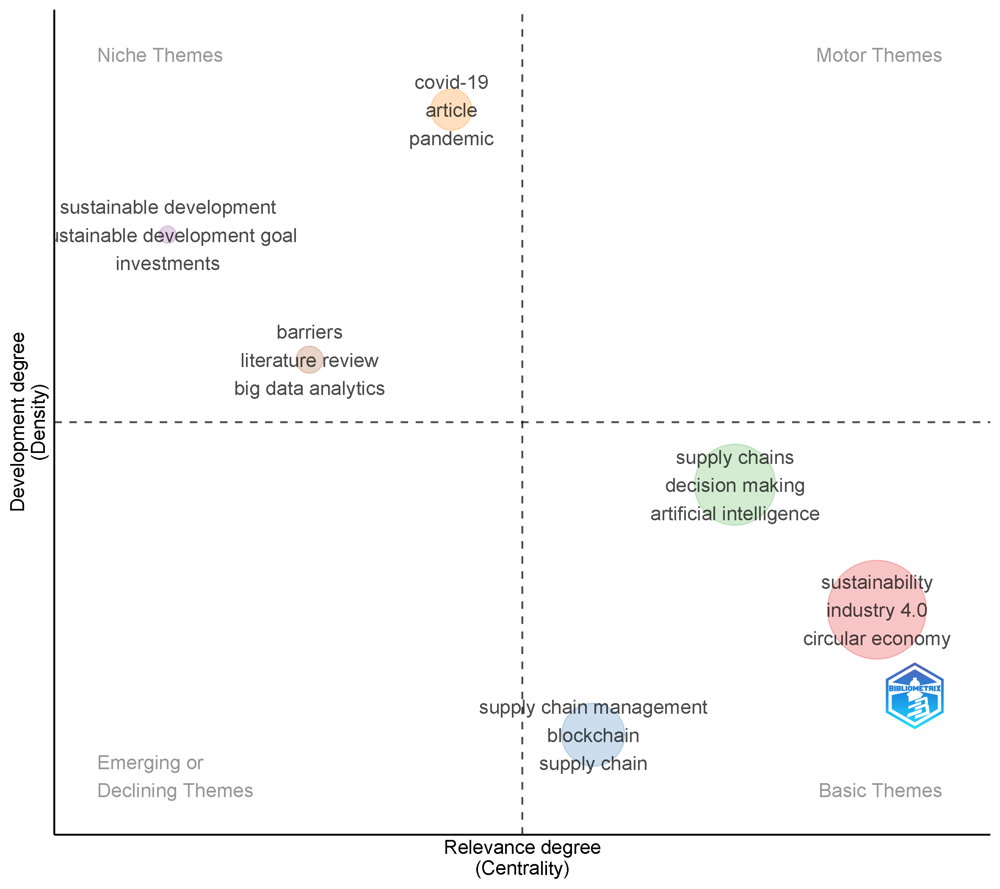 Niche Themes
Motor Themes
covid-19
article
pandemic
sustainable development
ustainable development goal
investments
barriers
literature review
big data analytics
Development degree
(Density)
supply chains
decision making
artificial intelligence
sustainability
industry 4.0
circular economy
BIBLIOMETRIX
supply chain management
blockchain
supply chain
Emerging or
Declining Themes
Basic Themes
Relevance degree
(Centrality)